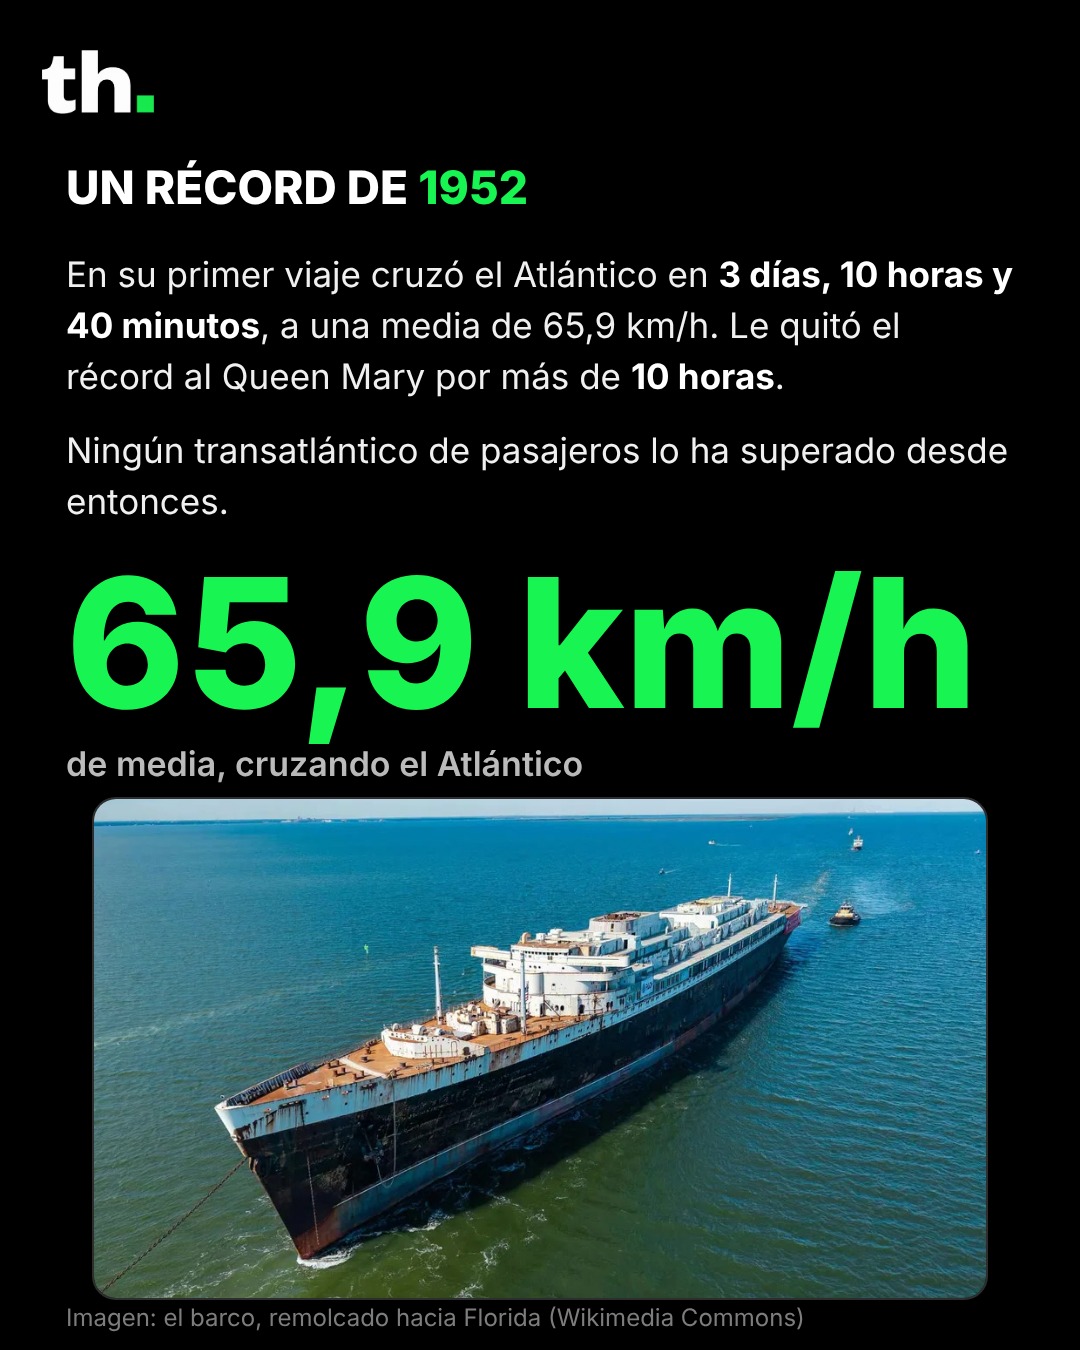 th.
UN RÉCORD DE 1952
En su primer viaje cruzó el Atlántico en 3 días, 10 horas y
40 minutos, a una media de 65,9 km/h. Le quitó el
récord al Queen Mary por más de 10 horas.
Ningún transatlántico de pasajeros lo ha superado desde
entonces.
65,9 km/h
de media, cruzando el Atlántico
Imagen: el barco, remolcado hacia Florida (Wikimedia Commons)